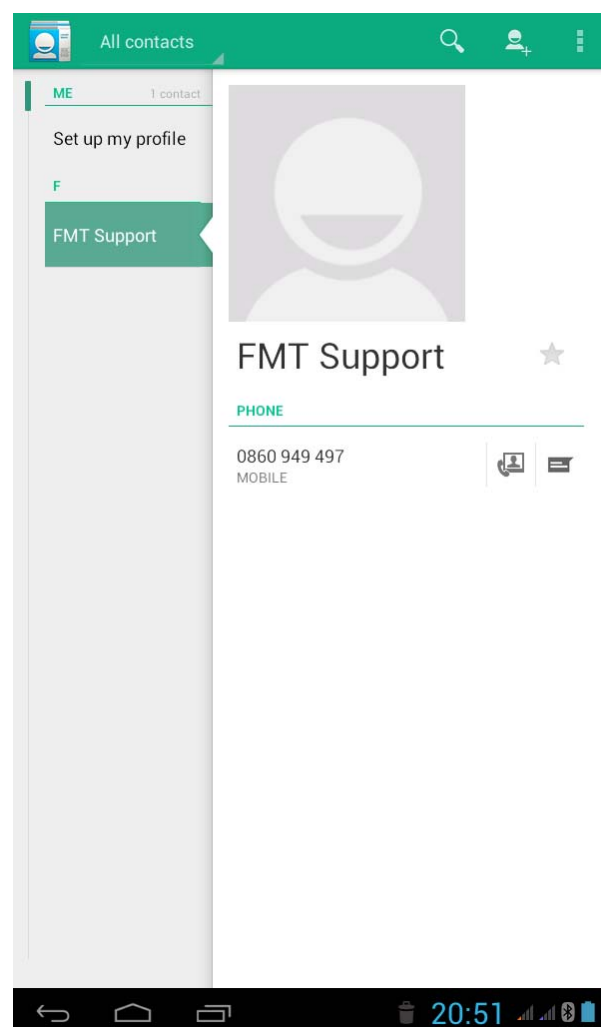 All contacts
ME 1 contact
Set up my profile
F
FMT Support
FMT Support
PHONE
0860 949 497
MOBILE
20:51